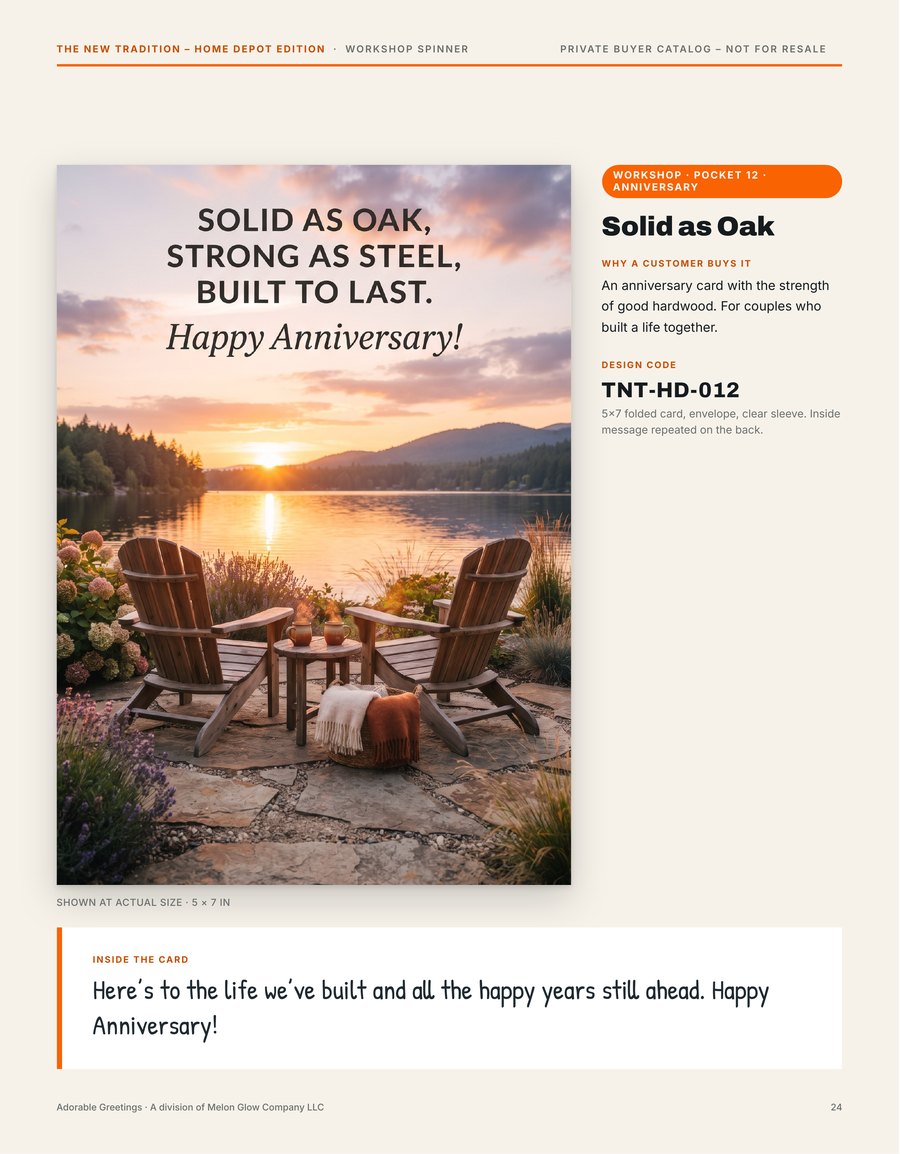 THE NEW TRADITION – HOME DEPOT EDITION · WORKSHOP SPINNER
PRIVATE BUYER CATALOG – NOT FOR RESALE
SOLID AS OAK,
STRONG AS STEEL,
BUILT TO LAST.
Happy Anniversary!
SHOWN AT ACTUAL SIZE · 5 × 7 IN
WORKSHOP · POCKET 12 ·
ANNIVERSARY
Solid as Oak
WHY A CUSTOMER BUYS IT
An anniversary card with the strength
of good hardwood. For couples who
built a life together.
DESIGN CODE
TNT-HD-012
5×7 folded card, envelope, clear sleeve. Inside
message repeated on the back.
INSIDE THE CARD
Here's to the life we've built and all the happy years still ahead. Happy
Anniversary!
Adorable Greetings · A division of Melon Glow Company LLC
24